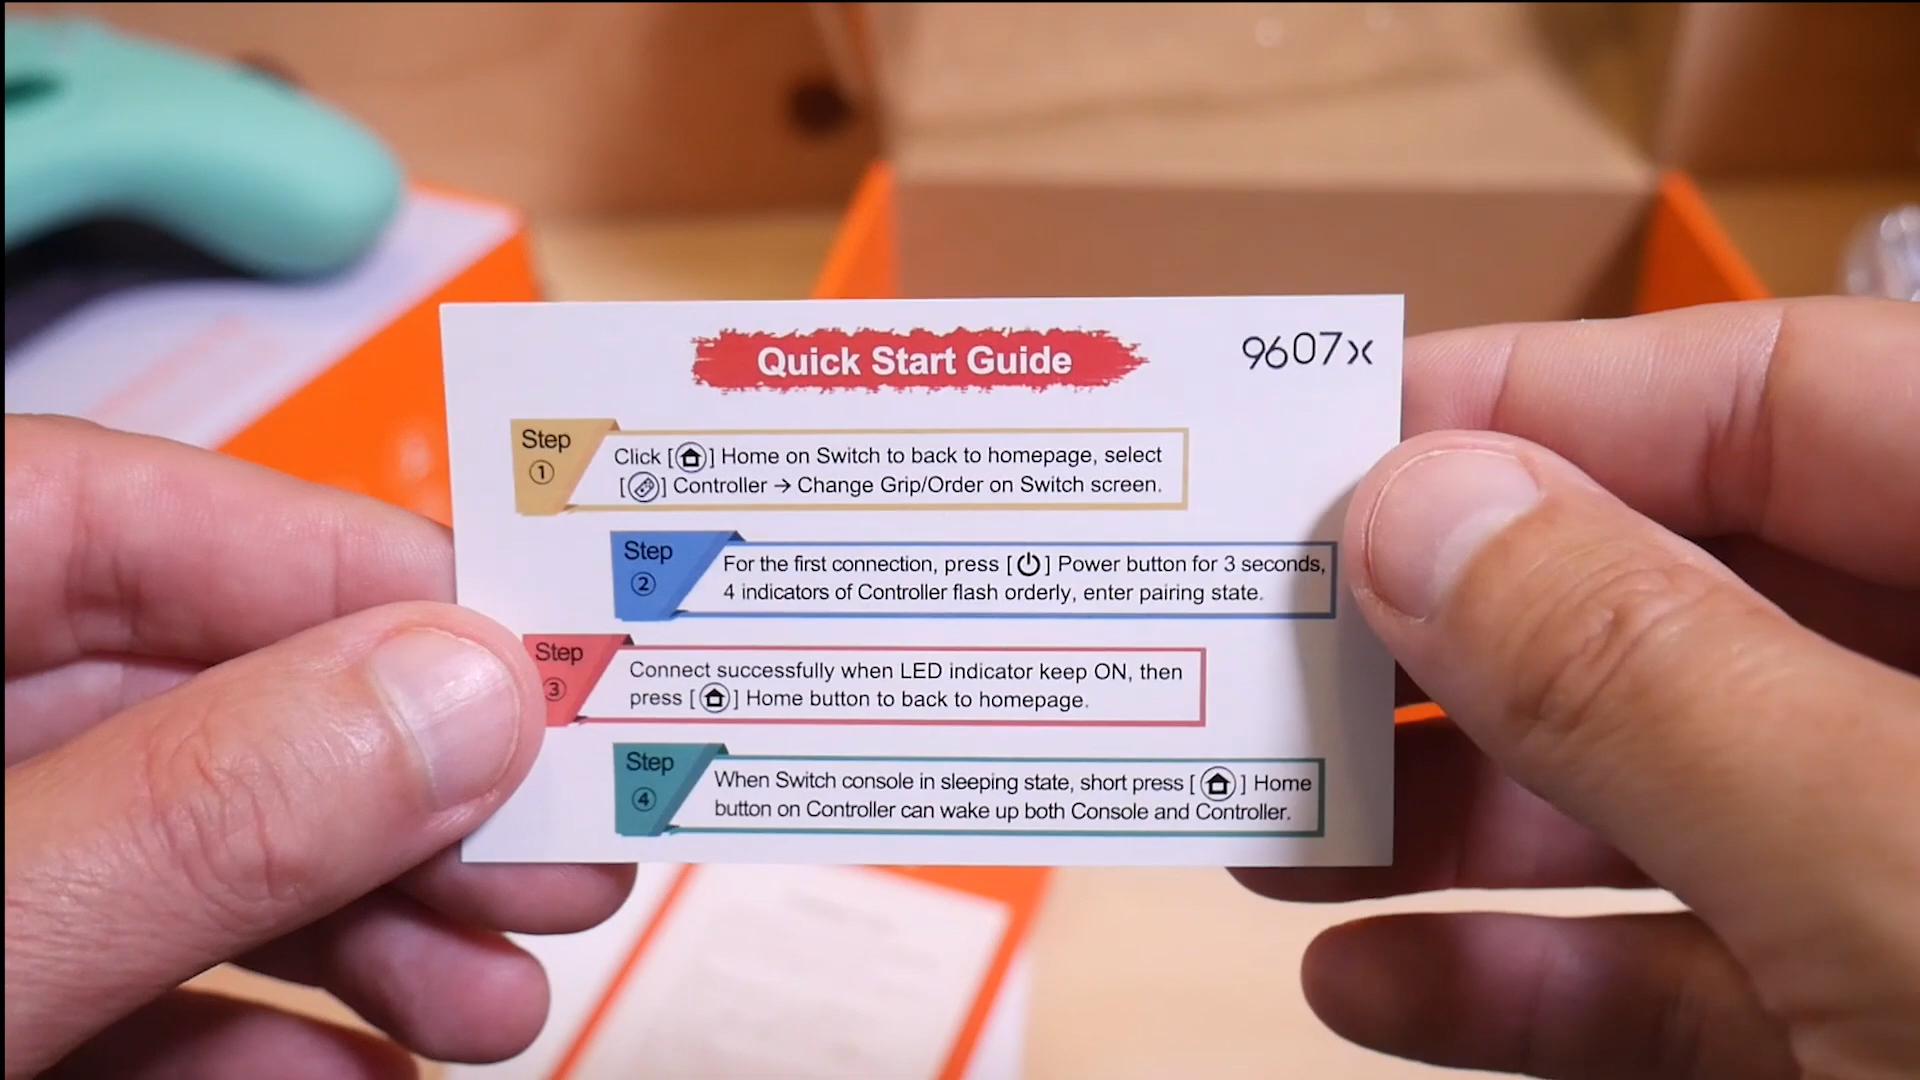 Quick Start Guide
9607x
Step
①
Click [ ] Home on Switch to back to homepage, select
[ ] Controller → Change Grip/Order on Switch screen.
Step
②
For the first connection, press [ ] Power button for 3 seconds,
4 indicators of Controller flash orderly, enter pairing state.
Step
③
Connect successfully when LED indicator keep ON, then
press [ ] Home button to back to homepage.
Step
④
When Switch console in sleeping state, short press [ ] Home
button on Controller can wake up both Console and Controller.